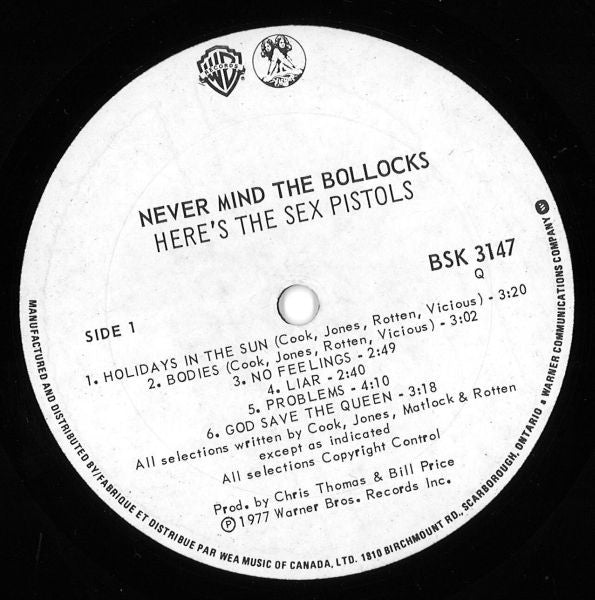 WB
RECORDS
NEVER MIND THE BOLLOCKS
HERE'S THE SEX PISTOLS
BSK 3147
Q
SIDE 1
1. HOLIDAYS IN THE SUN (Cook, Jones, Rotten, Vicious) - 3:20
2. BODIES (Cook, Jones, Rotten, Vicious) - 3:02
3. NO FEELINGS - 2:49
4. LIAR - 2:40
5. PROBLEMS - 4:10
6. GOD SAVE THE QUEEN - 3:18
All selections written by Cook, Jones, Matlock & Rotten
except as indicated
All selections Copyright Control
Prod. by Chris Thomas & Bill Price
Ⓟ1977 Warner Bros. Records Inc.
MANUFACTURED AND DISTRIBUTED BY/FABRIQUE ET DISTRIBUE PAR WEA MUSIC OF CANADA, LTD. 1810 BIRCHMOUNT RD., SCARBOROUGH, ONTARIO • A WARNER COMMUNICATIONS COMPANY